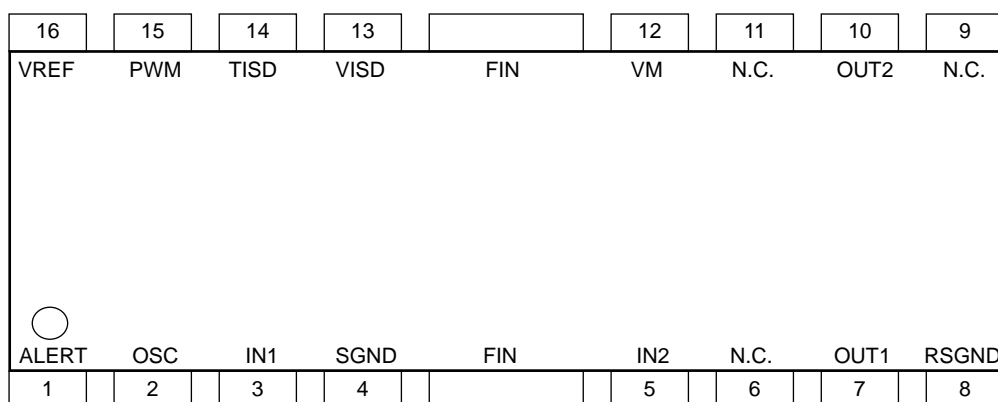 16 15 14 13 12 11 10 9
VREF PWM TISD VISD FIN VM N.C. OUT2 N.C.
ALERT OSC IN1 SGND FIN IN2 N.C. OUT1 RSGND
1 2 3 4 5 6 7 8